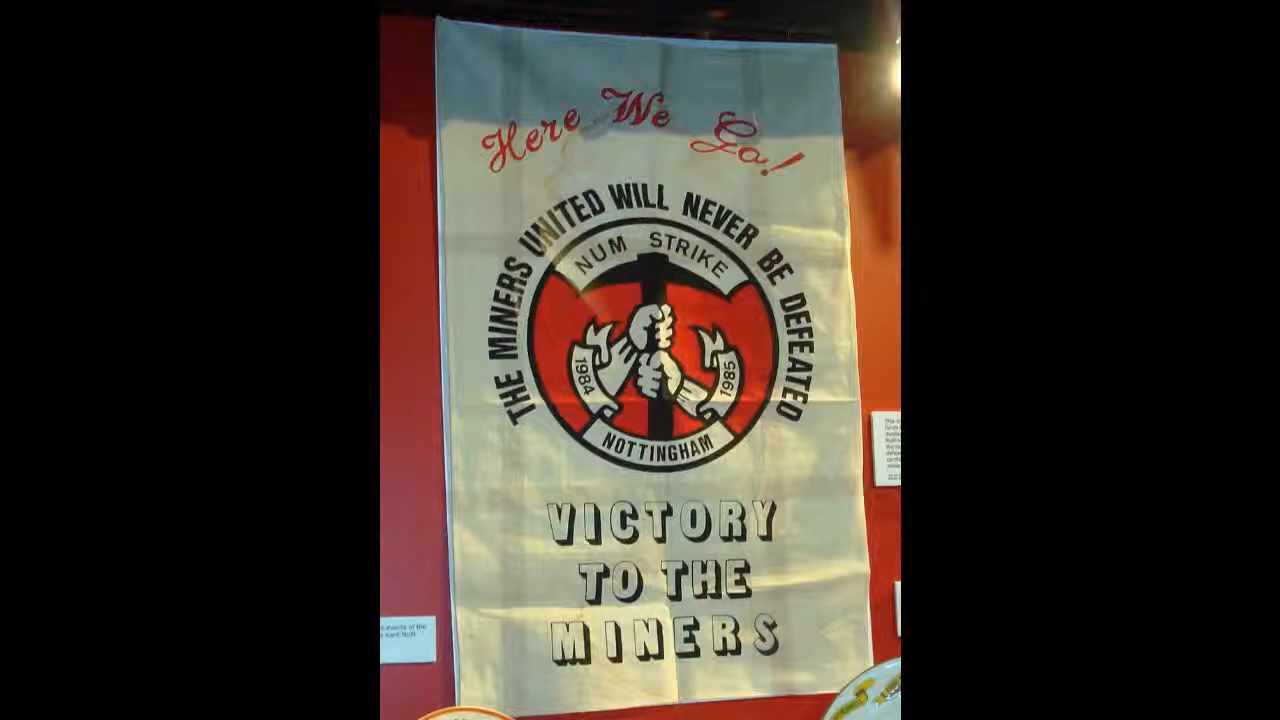 Here We Go!
THE MINERS UNITED WILL NEVER BE DEFEATED
NUM STRIKE
1984
1985
NOTTINGHAM
VICTORY
TO THE
MINERS